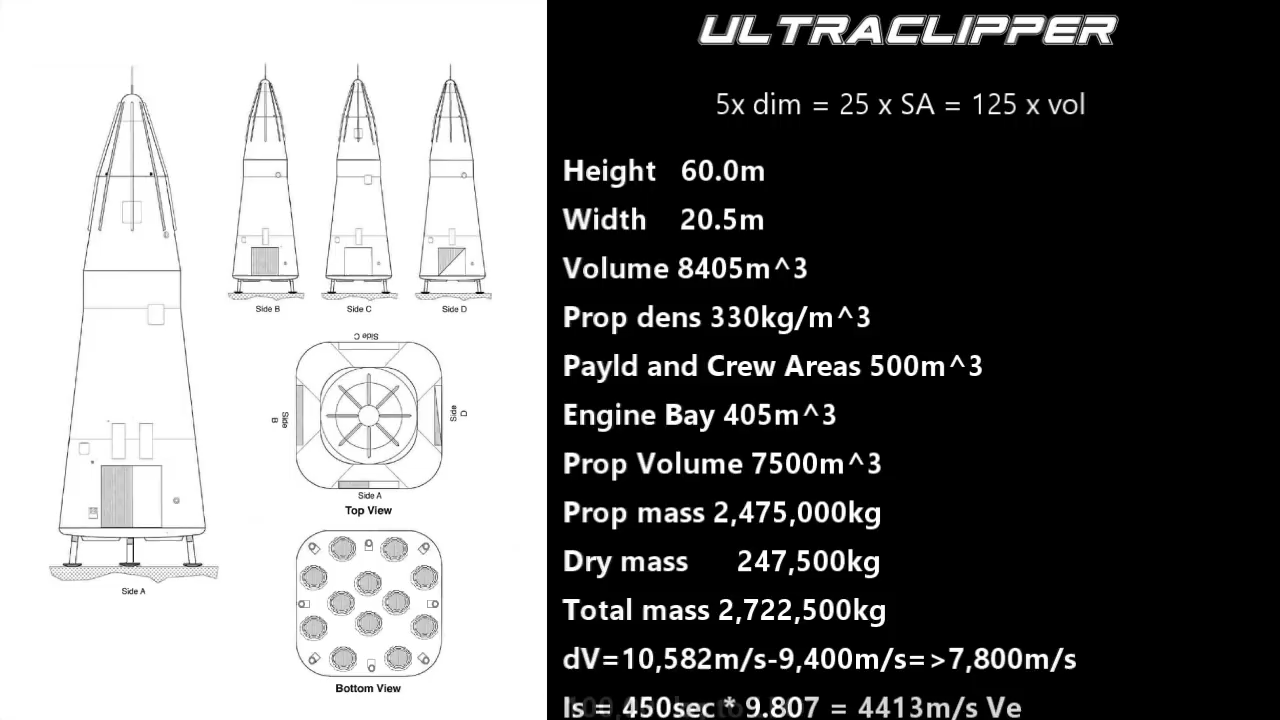 ULTRACLIPPER
5x dim = 25 x SA = 125 x vol
Height 60.0m
Width 20.5m
Volume 8405m^3
Prop dens 330kg/m^3
Payld and Crew Areas 500m^3
Engine Bay 405m^3
Prop Volume 7500m^3
Prop mass 2,475,000kg
Dry mass 247,500kg
Total mass 2,722,500kg
dV=10,582m/s-9,400m/s=>7,800m/s
Is = 450sec * 9.807 = 4413m/s Ve
Side A
Side B
Side C
Side D
Side C
Side B
Side D
Side A
Top View
Bottom View